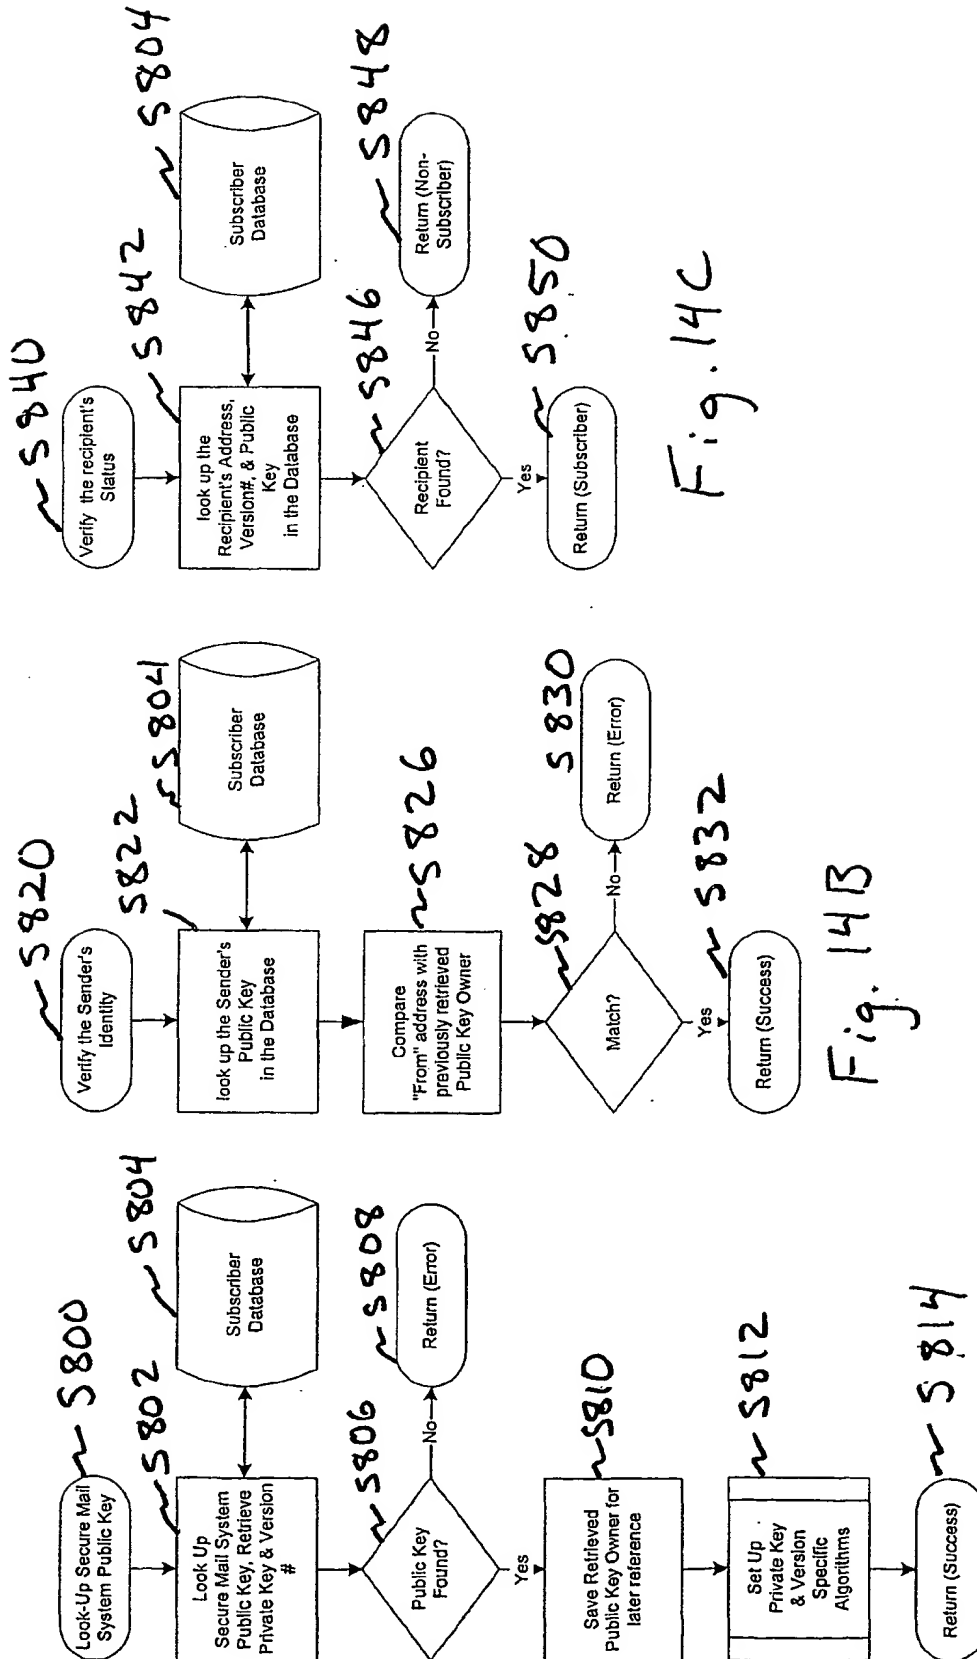 S800
Look-Up Secure Mail
System Public Key
S802
Look Up
Secure Mail System
Public Key, Retrieve
Private Key & Version
#
S804
Subscriber
Database
S806
Public Key
Found?
No
S808
Return (Error)
Yes
S810
Save Retrieved
Public Key Owner for
later reference
S812
Set Up
Private Key
& Version
Specific
Algorithms
S814
Return (Success)
S820
Verify the Sender's
Identity
S822
look up the Sender's
Public Key
in the Database
S804
Subscriber
Database
S826
Compare
"From" address with
previously retrieved
Public Key Owner
S828
Match?
No
S830
Return (Error)
Yes
S832
Return (Success)
Fig. 14B
S840
Verify the recipient's
Status
S842
look up the
Recipient's Address,
Version#, & Public
Key
in the Database
S804
Subscriber
Database
S846
Recipient
Found?
No
S848
Return (Non-
Subscriber)
Yes
S850
Return (Subscriber)
Fig. 14C